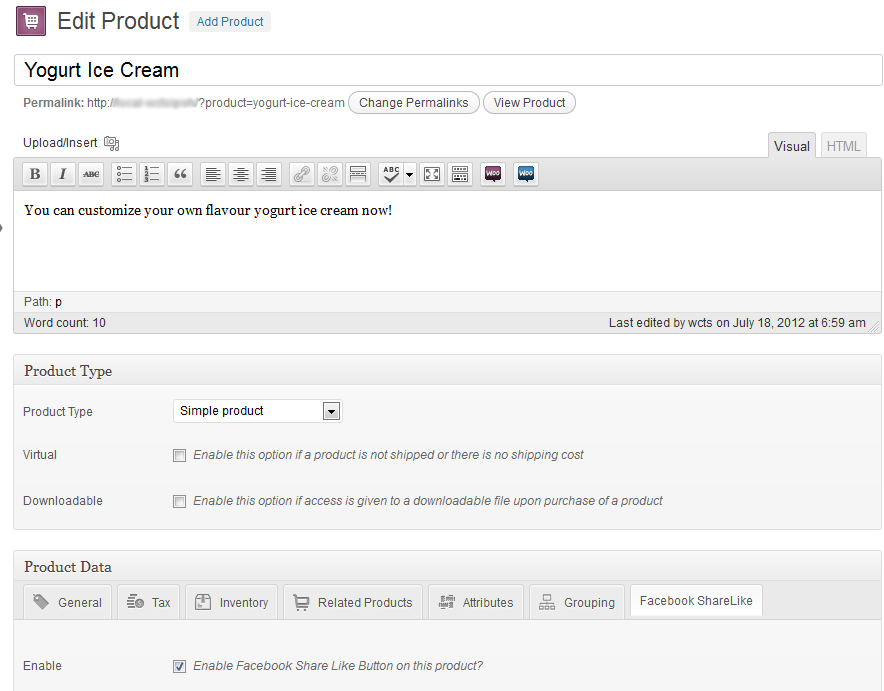 Edit Product Add Product
Yogurt Ice Cream
Permalink: http:/ /?product=yogurt-ice-cream Change Permalinks View Product
Upload/Insert Visual HTML
B I ABC ABC WOO WOO
You can customize your own flavour yogurt ice cream now!
Path: p
Word count: 10 Last edited by wcts on July 18, 2012 at 6:59 am
Product Type
Product Type Simple product
Virtual Enable this option if a product is not shipped or there is no shipping cost
Downloadable Enable this option if access is given to a downloadable file upon purchase of a product
Product Data
General Tax Inventory Related Products Attributes Grouping Facebook ShareLike
Enable Enable Facebook Share Like Button on this product?